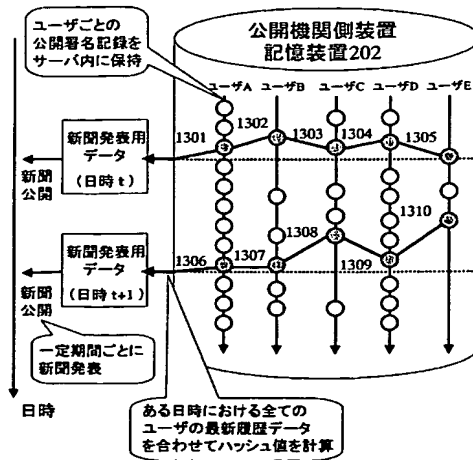 ユーザごとの
公開署名記録を
サーバ内に保持
公開機関側装置
記憶装置202
ユーザA
ユーザB
ユーザC
ユーザD
ユーザE
新聞発表用
データ
(日時t)
1301
1302
1303
1304
1305
新聞
公開
新聞発表用
データ
(日時t+1)
1306
1307
1308
1309
1310
新聞
公開
一定期間ごとに
新聞発表
日時
ある日時における全ての
ユーザの最新履歴データ
を合わせてハッシュ値を計算